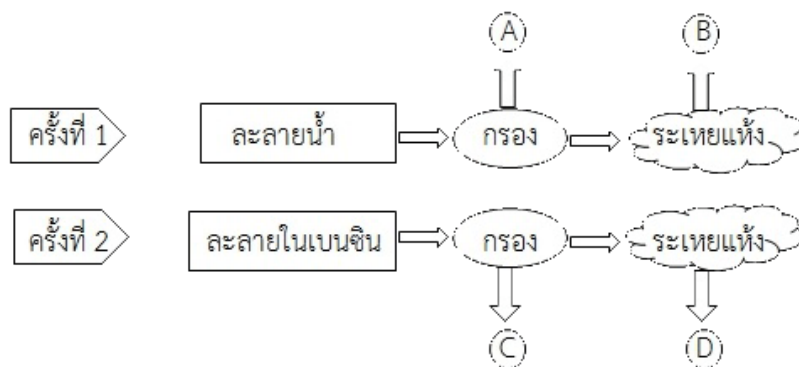 A B
ครั้งที่ 1 ละลายน้ำ กรอง ระเหยแห้ง
ครั้งที่ 2 ละลายในเบนซิน กรอง ระเหยแห้ง
C D